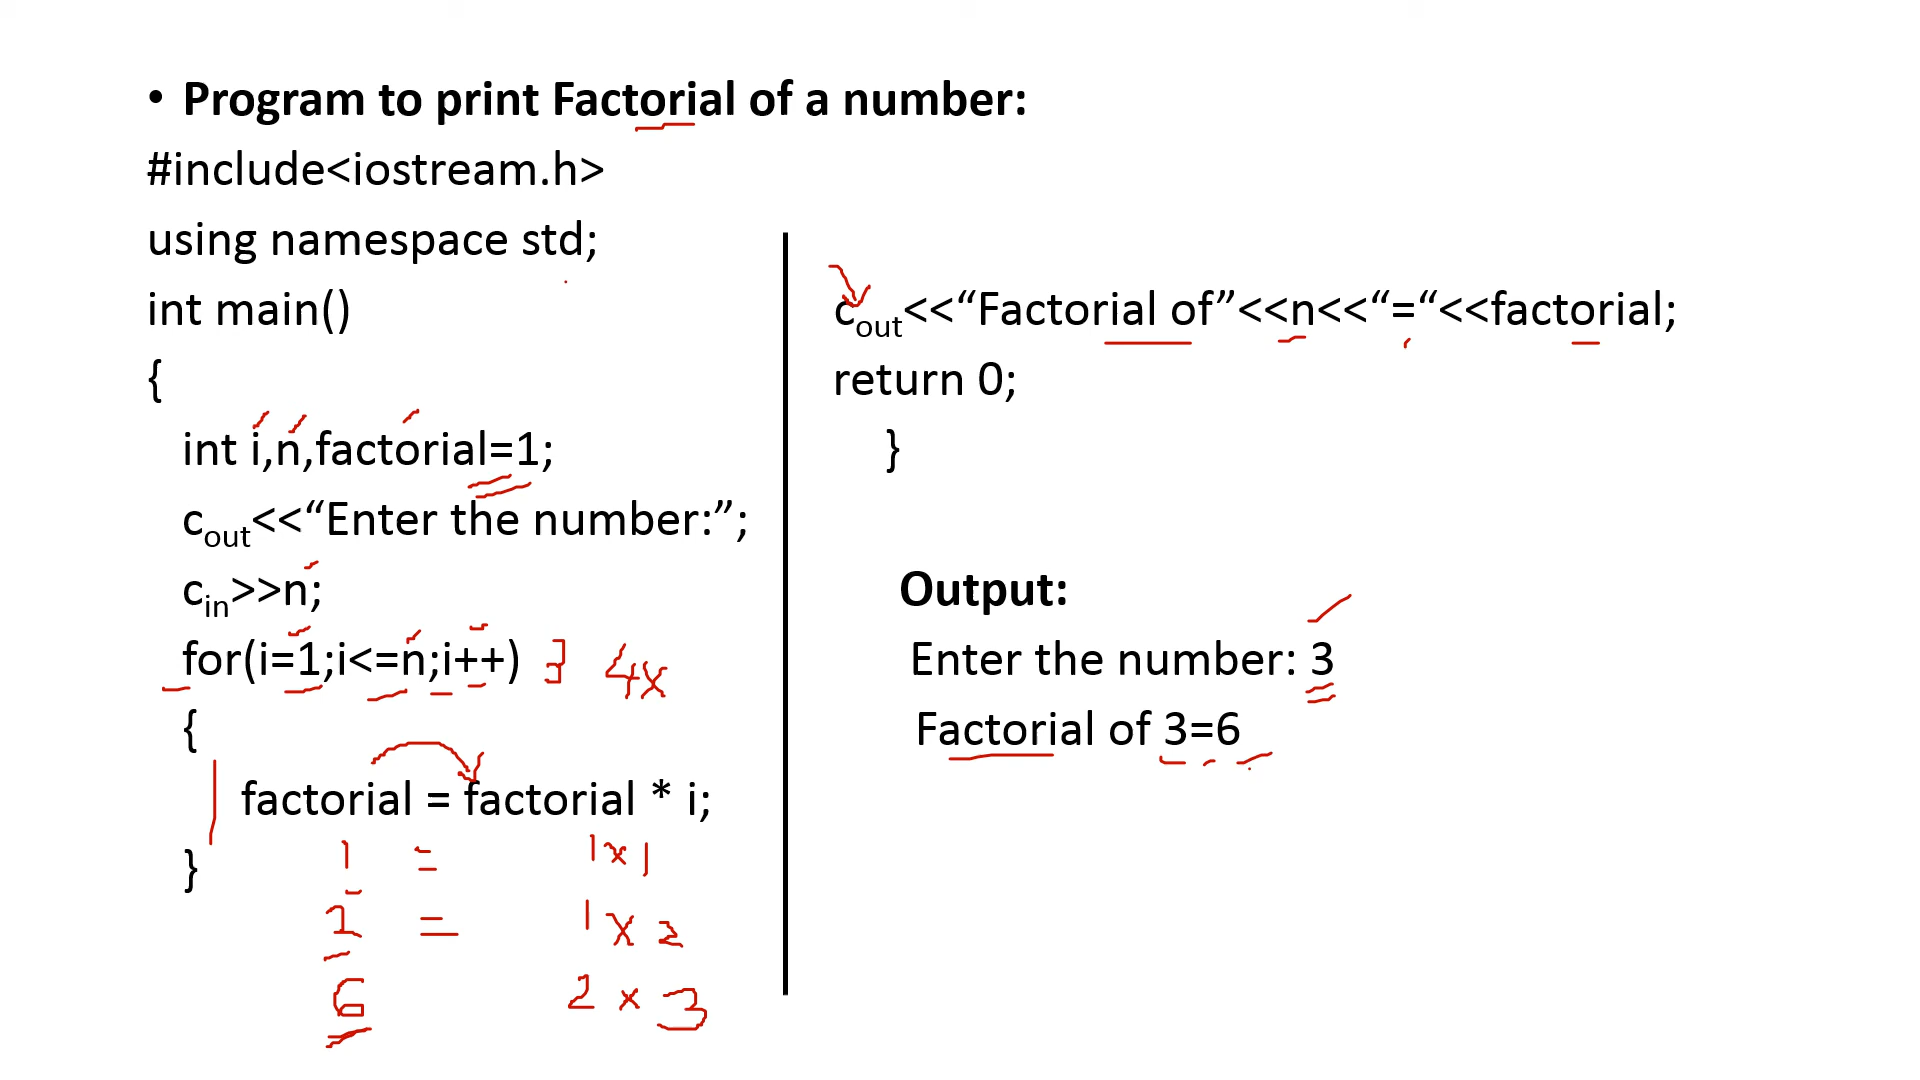 • Program to print Factorial of a number:
#include<iostream.h>
using namespace std;
int main()
{
int i,n,factorial=1;
cout<<“Enter the number:”;
cin>>n;
for(i=1;i<=n;i++) 3 4x
{
factorial = factorial * i;
1 = 1x1
}
2 = 1x2
6 2x3
cout<<“Factorial of”<<n<<“=“<<factorial;
return 0;
}
Output:
Enter the number: 3
Factorial of 3=6